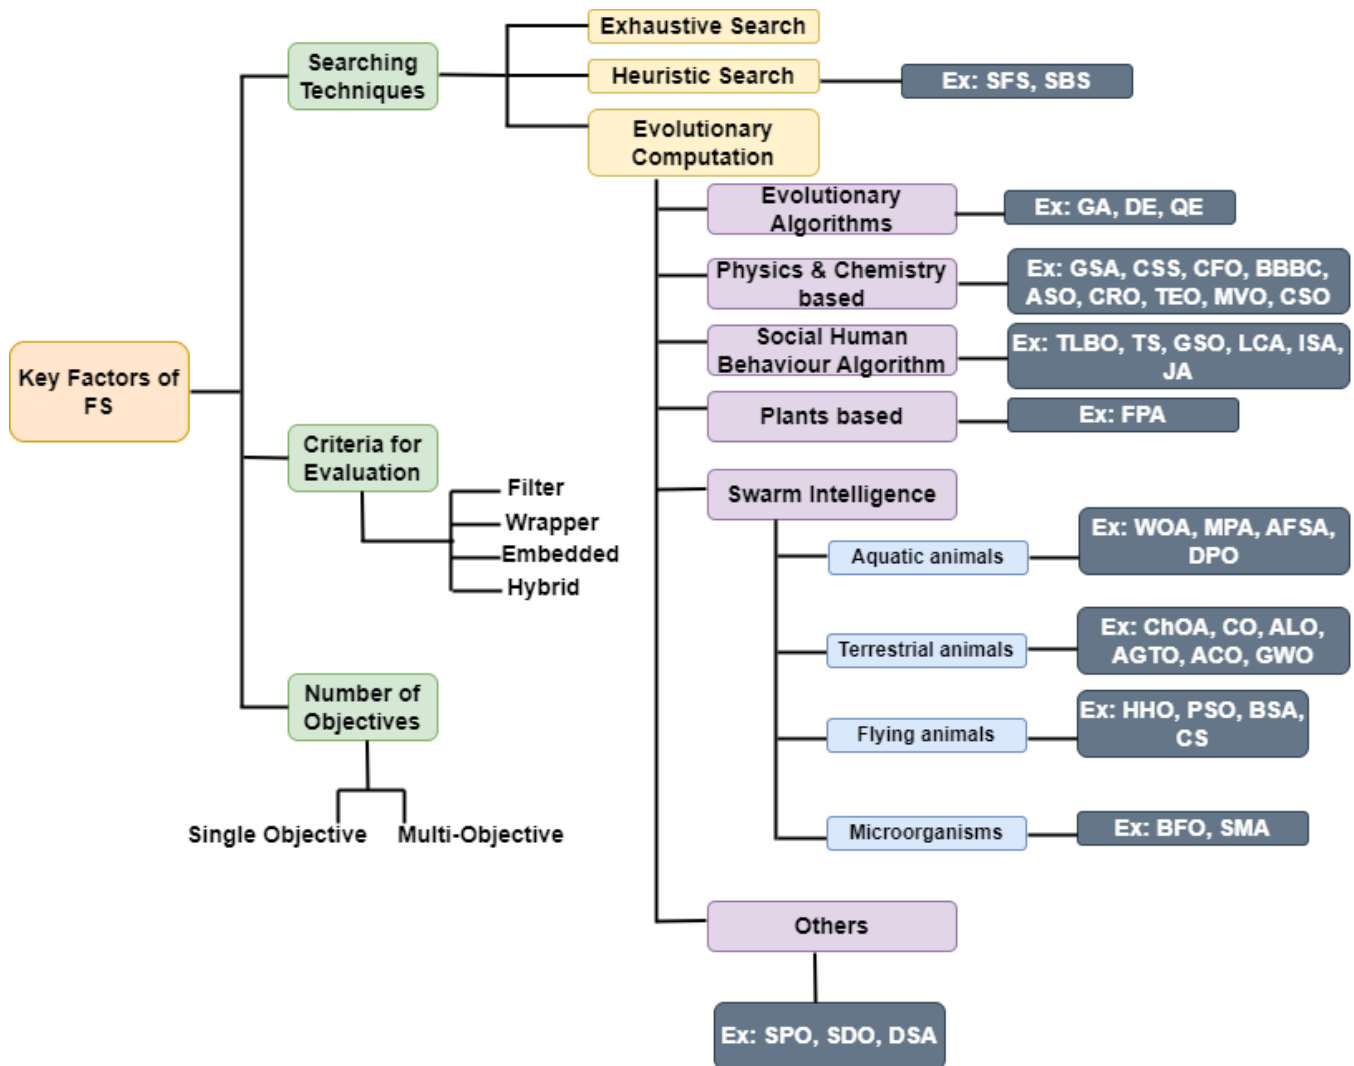 Exhaustive Search
Searching
Techniques
Heuristic Search
Ex: SFS, SBS
Evolutionary
Computation
Evolutionary
Algorithms
Ex: GA, DE, QE
Physics & Chemistry
based
Ex: GSA, CSS, CFO, BBBC,
ASO, CRO, TEO, MVO, CSO
Social Human
Behaviour Algorithm
Ex: TLBO, TS, GSO, LCA, ISA,
JA
Key Factors of
FS
Plants based
Ex: FPA
Criteria for
Evaluation
Filter
Wrapper
Embedded
Hybrid
Swarm Intelligence
Aquatic animals
Ex: WOA, MPA, AFSA,
DPO
Terrestrial animals
Ex: ChOA, CO, ALO,
AGTO, ACO, GWO
Flying animals
Ex: HHO, PSO, BSA,
CS
Microorganisms
Ex: BFO, SMA
Number of
Objectives
Single Objective
Multi-Objective
Others
Ex: SPO, SDO, DSA